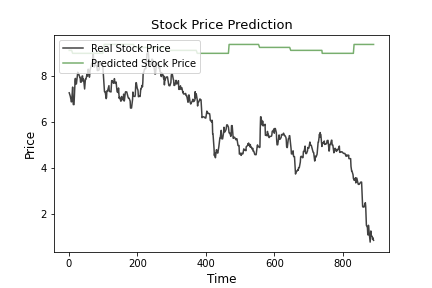 Stock Price Prediction
Real Stock Price
Predicted Stock Price
8
6
4
2
Price
0 200 400 600 800
Time